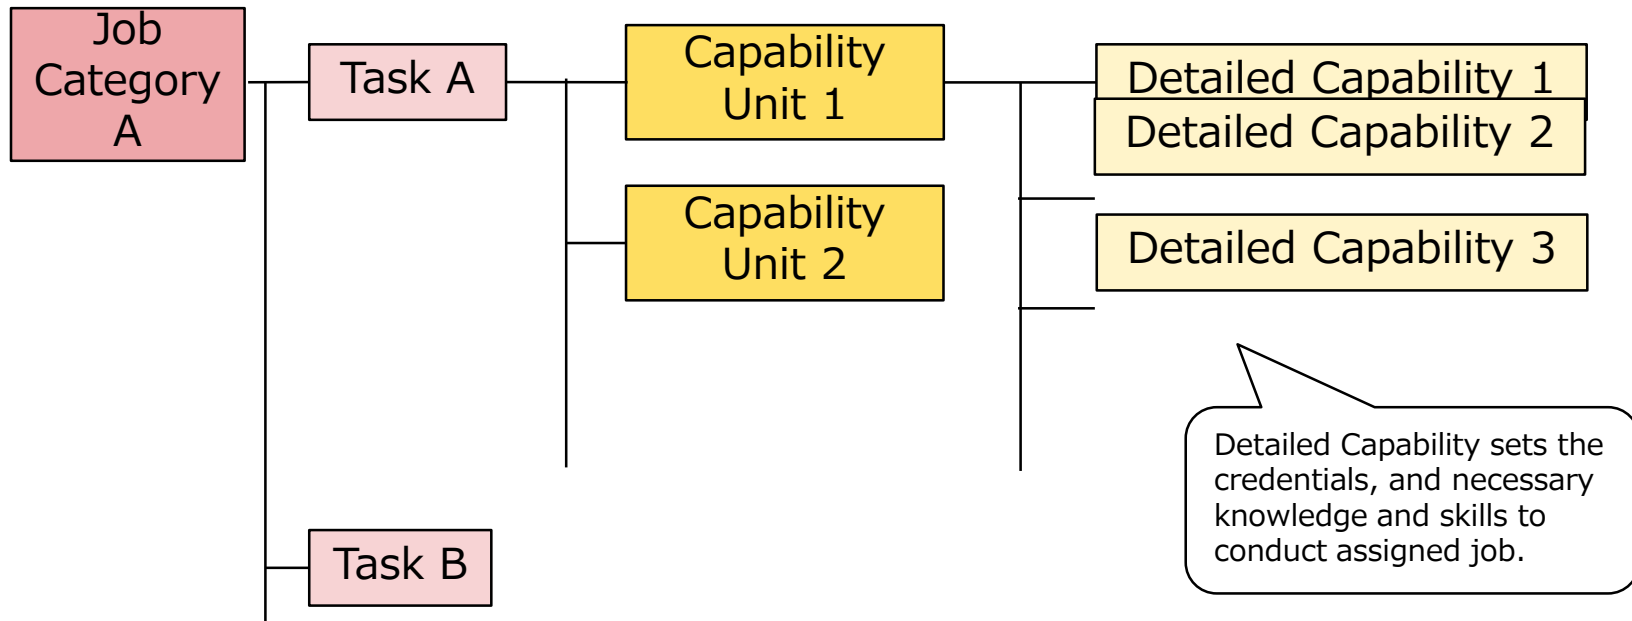 Job
Category
A
Task A
Capability
Unit 1
Detailed Capability 1
Detailed Capability 2
Capability
Unit 2
Detailed Capability 3
Detailed Capability sets the
credentials, and necessary
knowledge and skills to
conduct assigned job.
Task B